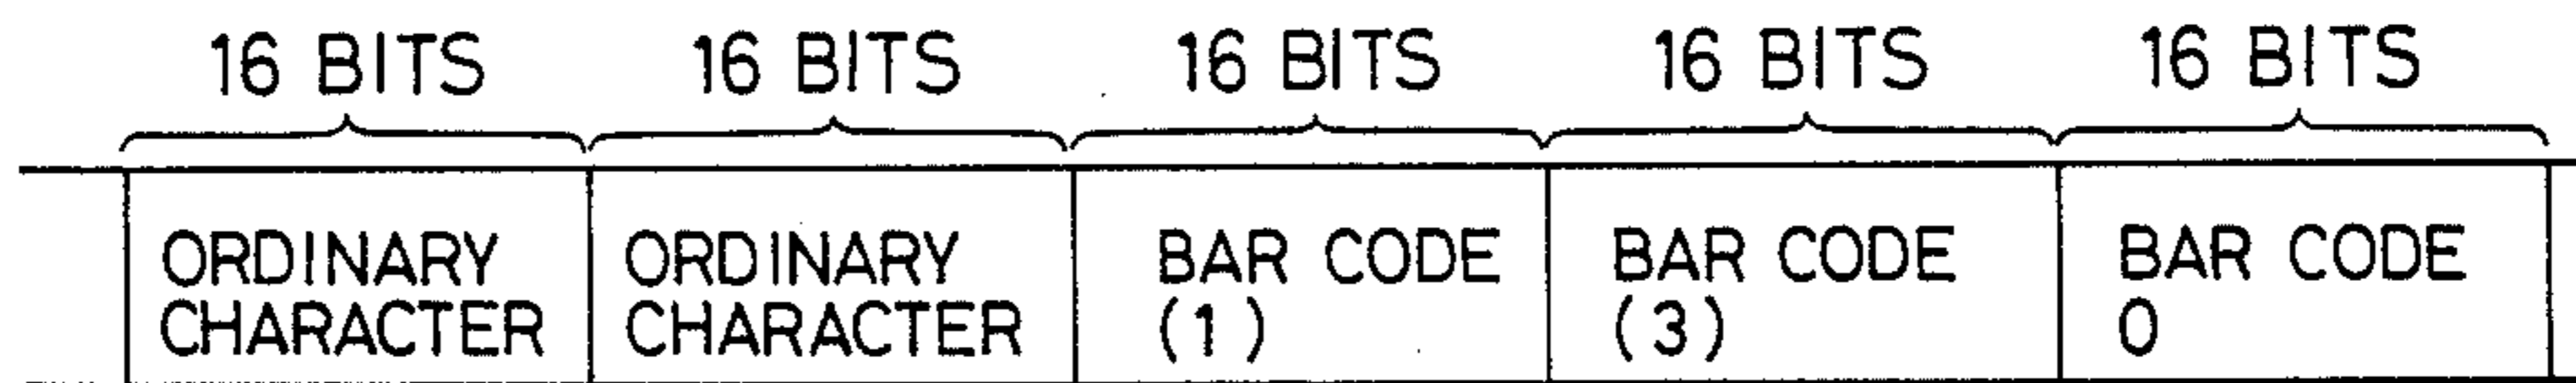 16 BITS 16 BITS 16 BITS 16 BITS 16 BITS
ORDINARY ORDINARY BAR CODE BAR CODE BAR CODE
CHARACTER CHARACTER (1) (3) 0